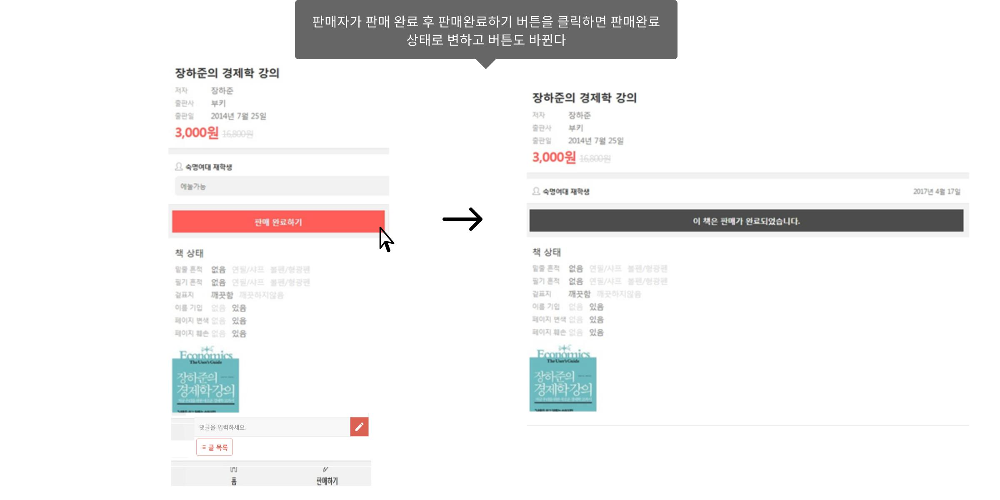 판매자가 판매 완료 후 판매완료하기 버튼을 클릭하면 판매완료
상태로 변하고 버튼도 바뀐다
장하준의 경제학 강의
저자 장하준
출판사 부키
출판일 2014년 7월 25일
3,000원 16,800원
숙명여대 재학생
에눌가능
판매 완료하기
책 상태
밑줄 흔적 없음 연필/샤프 볼펜/형광펜
필기 흔적 없음 연필/샤프 볼펜/형광펜
겉표지 깨끗함 깨끗하지않음
이름 기입 없음 있음
페이지 변색 없음 있음
페이지 훼손 없음 있음
Economics
The User's Guide
장하준의
경제학 강의
댓글을 입력하세요.
글 목록
홈 판매하기
장하준의 경제학 강의
저자 장하준
출판사 부키
출판일 2014년 7월 25일
3,000원 16,800원
숙명여대 재학생 2017년 4월 17일
이 책은 판매가 완료되었습니다.
책 상태
밑줄 흔적 없음 연필/샤프 볼펜/형광펜
필기 흔적 없음 연필/샤프 볼펜/형광펜
겉표지 깨끗함 깨끗하지않음
이름 기입 없음 있음
페이지 변색 없음 있음
페이지 훼손 없음 있음
Economics
The User's Guide
장하준의
경제학 강의